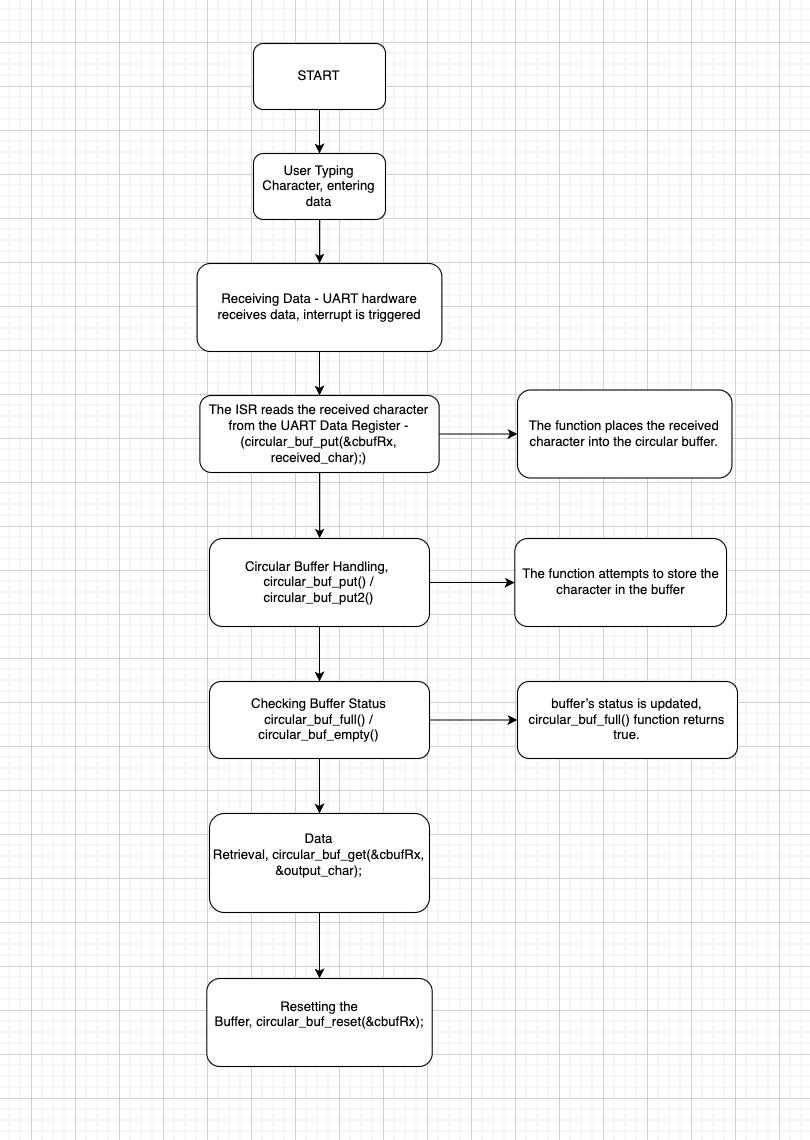 START
User Typing
Character, entering
data
Receiving Data - UART hardware
receives data, interrupt is triggered
The ISR reads the received character
from the UART Data Register -
(circular_buf_put(&cbufRx,
received_char);)
The function places the received
character into the circular buffer.
Circular Buffer Handling,
circular_buf_put() /
circular_buf_put2()
The function attempts to store the
character in the buffer
Checking Buffer Status
circular_buf_full() /
circular_buf_empty()
buffer's status is updated,
circular_buf_full() function returns
true.
Data
Retrieval, circular_buf_get(&cbufRx,
&output_char);
Resetting the
Buffer, circular_buf_reset(&cbufRx);